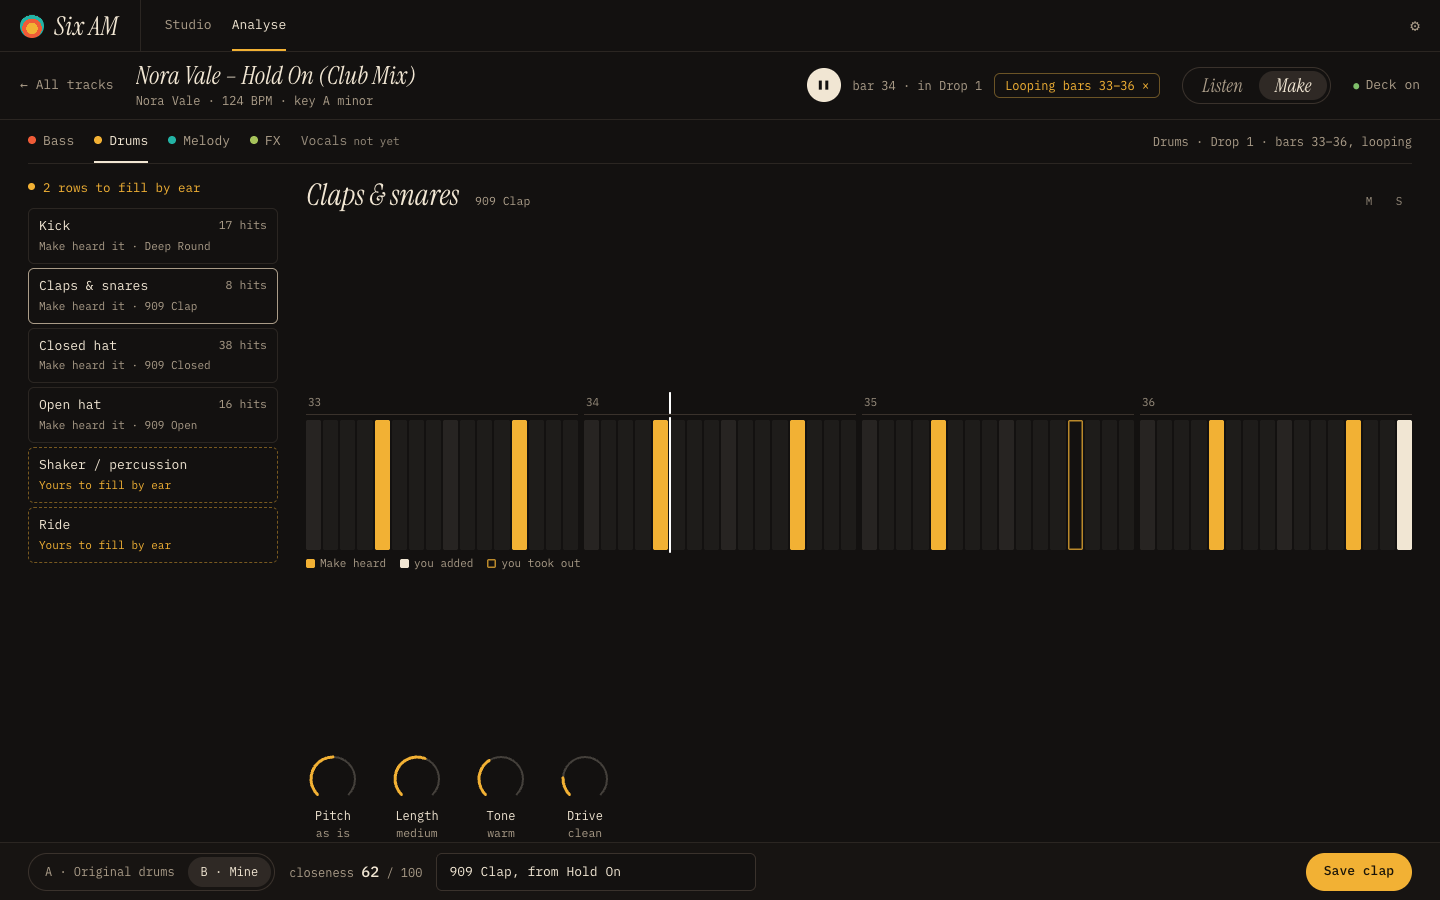 Six AM Studio Analyse ⚙
← All tracks Nora Vale – Hold On (Club Mix) bar 34 · in Drop 1 Looping bars 33–36 × Listen Make Deck on
Nora Vale · 124 BPM · key A minor
Bass Drums Melody FX Vocals not yet Drums · Drop 1 · bars 33–36, looping
2 rows to fill by ear
Kick 17 hits
Make heard it · Deep Round
Claps & snares 8 hits
Make heard it · 909 Clap
Closed hat 38 hits
Make heard it · 909 Closed
Open hat 16 hits
Make heard it · 909 Open
Shaker / percussion
Yours to fill by ear
Ride
Yours to fill by ear
Claps & snares 909 Clap M S
33 34 35 36
Make heard you added you took out
Pitch Length Tone Drive
as is medium warm clean
A · Original drums B · Mine closeness 62 / 100 909 Clap, from Hold On Save clap